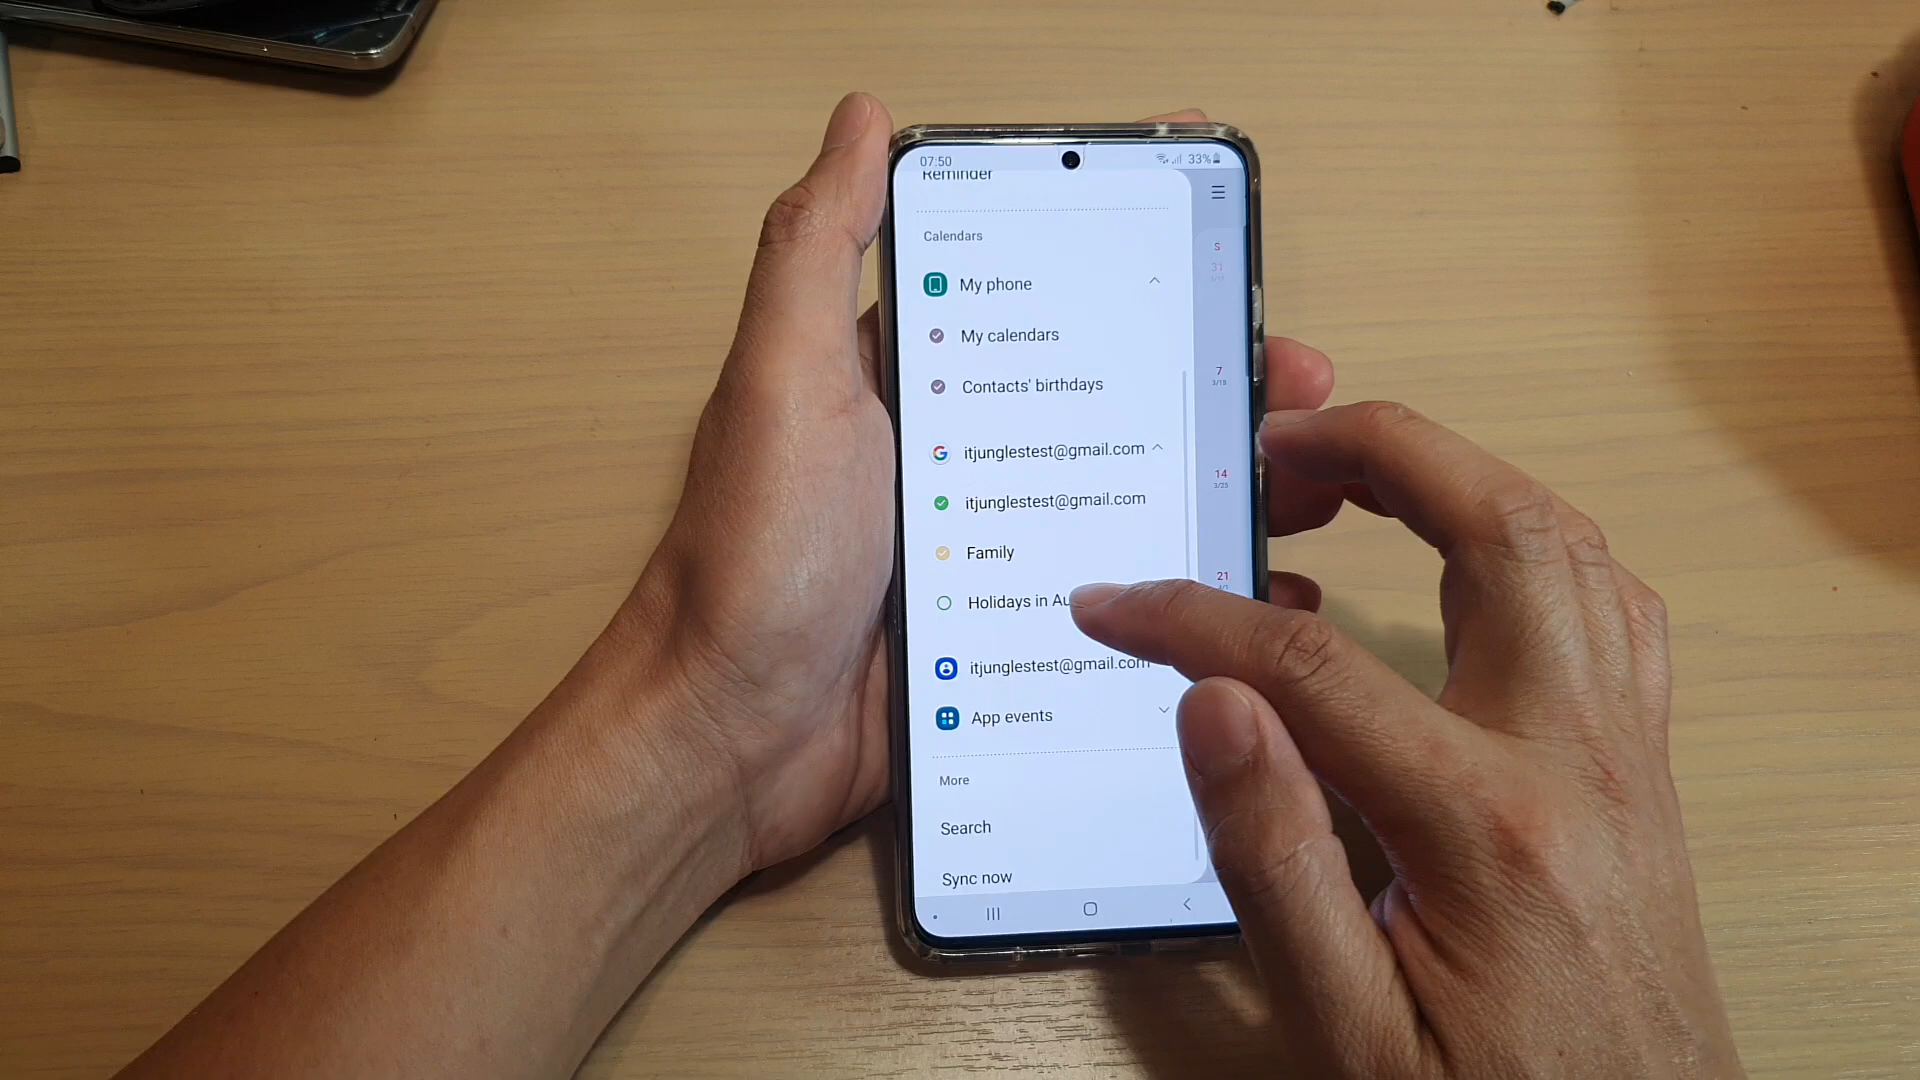 07:50 33%
Reminder
Calendars
S
My phone
31
My calendars
7
3/18
Contacts' birthdays
itjunglestest@gmail.com
14
3/25
itjunglestest@gmail.com
Family
21
Holidays in Au
itjunglestest@gmail.com
App events
More
Search
Sync now